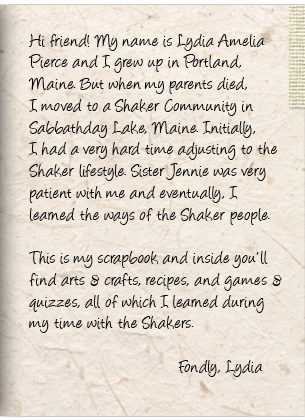 Hi friend! My name is Lydia Amelia
Pierce and I grew up in Portland,
Maine. But when my parents died,
I moved to a Shaker Community in
Sabbathday Lake, Maine. Initially,
I had a very hard time adjusting to the
Shaker lifestyle. Sister Jennie was very
patient with me and eventually, I
learned the ways of the Shaker people.
This is my scrapbook and inside you'll
find arts & crafts, recipes, and games &
quizzes, all of which I learned during
my time with the Shakers.
Fondly, Lydia